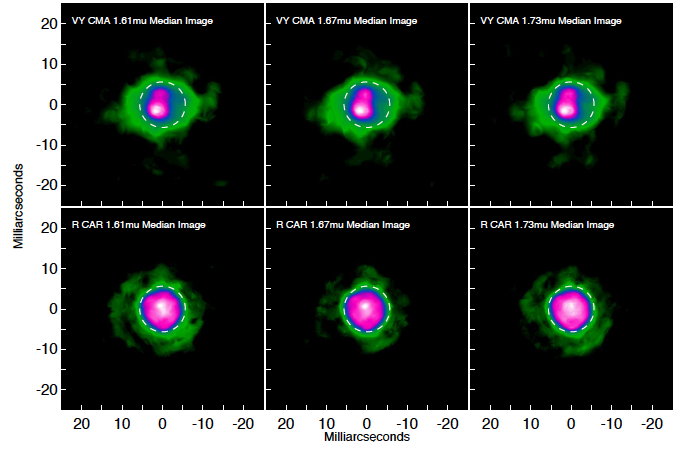 VY CMA 1.61mu Median Image
VY CMA 1.67mu Median Image
VY CMA 1.73mu Median Image
20
10
0
-10
-20
Milliarcseconds
R CAR 1.61mu Median Image
R CAR 1.67mu Median Image
R CAR 1.73mu Median Image
20
10
0
-10
-20
20 10 0 -10 -20 20 10 0 -10 -20 20 10 0 -10 -20
Milliarcseconds